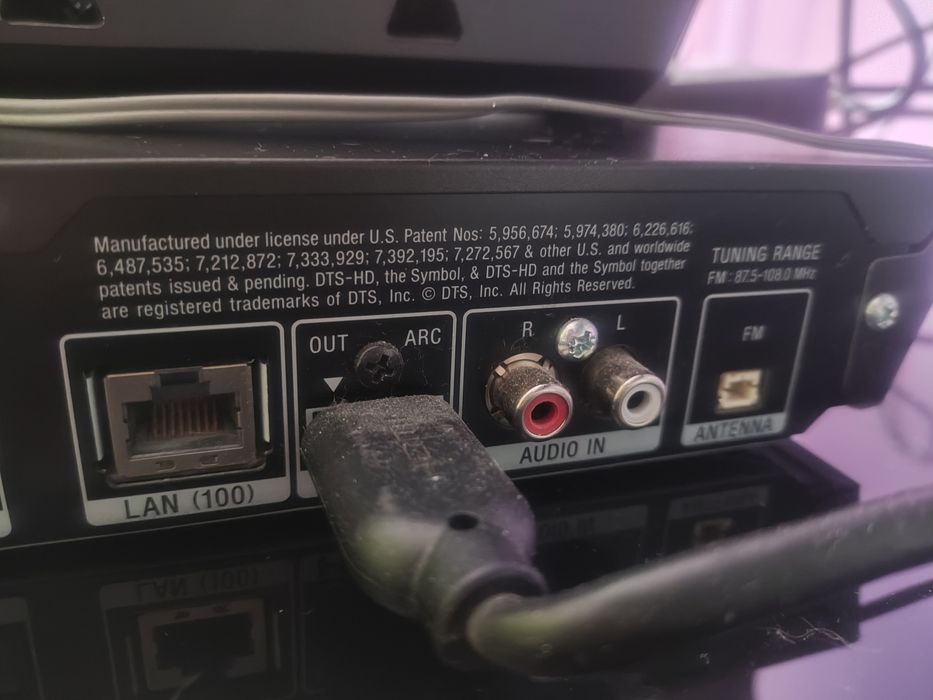 Manufactured under license under U.S. Patent Nos: 5,956,674; 5,974,380; 6,226,616;
6,487,535; 7,212,872; 7,333,929; 7,392,195; 7,272,567 & other U.S. and worldwide
patents issued & pending. DTS-HD, the Symbol, & DTS-HD and the Symbol together
are registered trademarks of DTS, Inc. © DTS, Inc. All Rights Reserved.
TUNING RANGE
FM : 87.5-108.0 MHz
OUT ARC
R L
FM
LAN (100)
AUDIO IN
ANTENNA